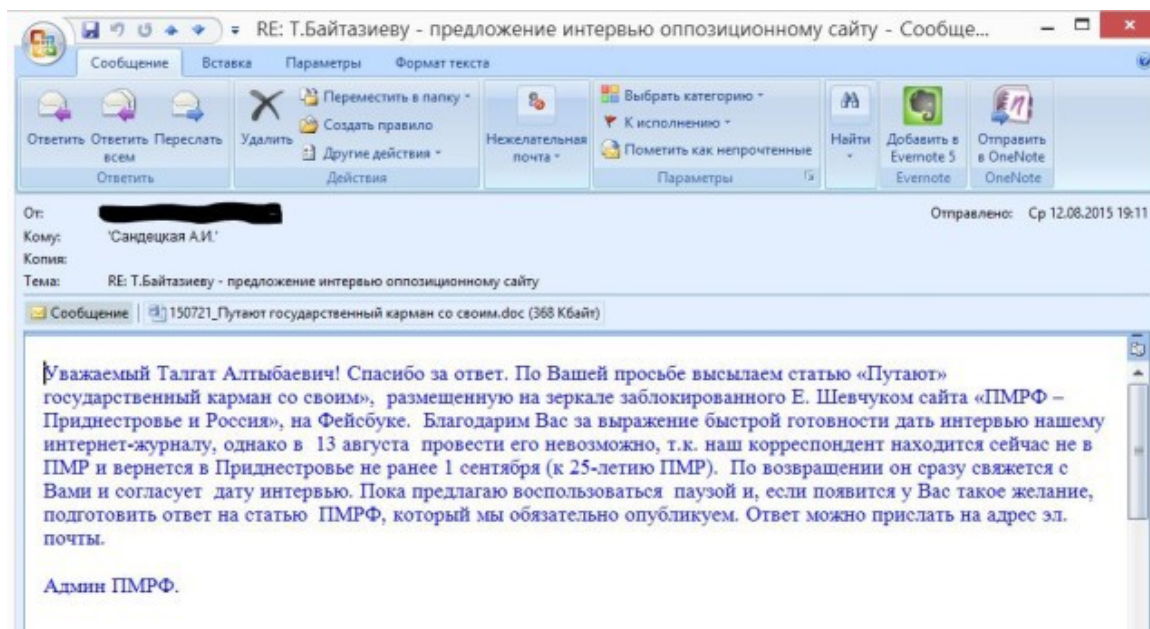 RE: Т.Байтазиеву - предложение интервью оппозиционному сайту - Сообще...
Сообщение Вставка Параметры Формат текста
Ответить Ответить всем Переслать
Ответить
Удалить
Переместить в папку
Создать правило
Другие действия
Действия
Нежелательная почта
Выбрать категорию
К исполнению
Пометить как непрочтенные
Параметры
Найти
Добавить в Evernote 5
Evernote
Отправить в OneNote
OneNote
От:
Отправлено: Ср 12.08.2015 19:11
Кому: 'Сандецкая А.И.'
Копия:
Тема: RE: Т.Байтазиеву - предложение интервью оппозиционному сайту
Сообщение 150721_Путают государственный карман со своим.doc (368 Кбайт)
Уважаемый Талгат Алтыбаевич! Спасибо за ответ. По Вашей просьбе высылаем статью «Путают»
государственный карман со своим», размещенную на зеркале заблокированного Е. Шевчуком сайта «ПМРФ –
Приднестровье и Россия», на Фейсбуке. Благодарим Вас за выражение быстрой готовности дать интервью нашему
интернет-журналу, однако в 13 августа провести его невозможно, т.к. наш корреспондент находится сейчас не в
ПМР и вернется в Приднестровье не ранее 1 сентября (к 25-летию ПМР). По возвращении он сразу свяжется с
Вами и согласует дату интервью. Пока предлагаю воспользоваться паузой и, если появится у Вас такое желание,
подготовить ответ на статью ПМРФ, который мы обязательно опубликуем. Ответ можно прислать на адрес эл.
почты.
Админ ПМРФ.